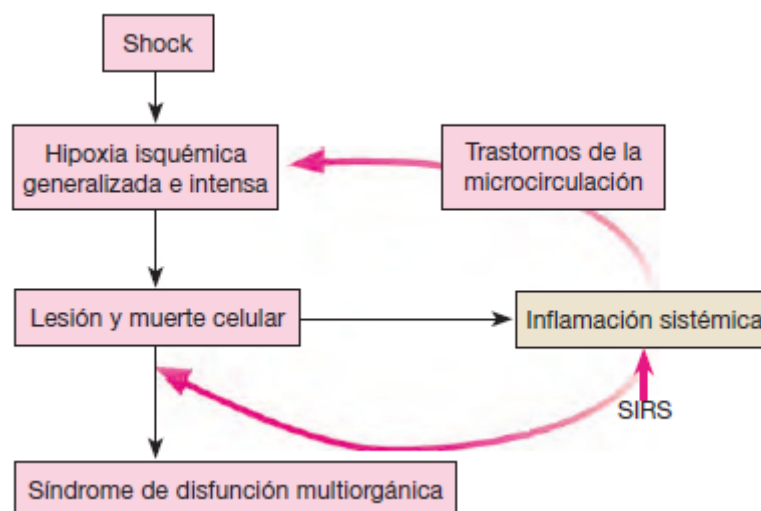 Shock
Hipoxia isquémica
generalizada e intensa
Trastornos de la
microcirculación
Lesión y muerte celular
Inflamación sistémica
SIRS
Síndrome de disfunción multiorgánica